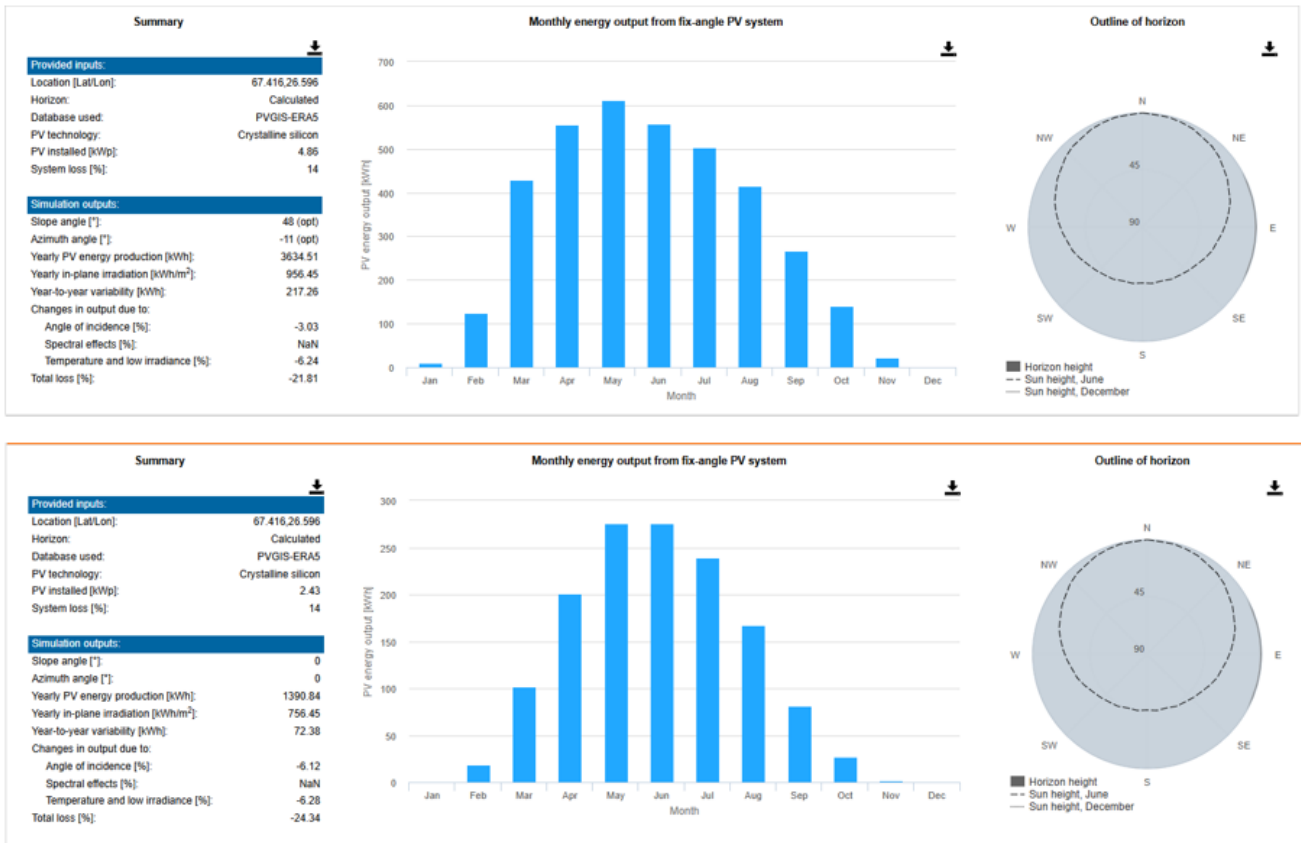 Summary
Provided inputs:
Location [Lat/Lon]: 67.416,26.596
Horizon: Calculated
Database used: PVGIS-ERA5
PV technology: Crystalline silicon
PV installed [kWp]: 4.86
System loss [%]: 14
Simulation outputs:
Slope angle [°]: 48 (opt)
Azimuth angle [°]: -11 (opt)
Yearly PV energy production [kWh]: 3634.51
Yearly in-plane irradiation [kWh/m²]: 956.45
Year-to-year variability [kWh]: 217.26
Changes in output due to:
Angle of incidence [%]: -3.03
Spectral effects [%]: NaN
Temperature and low irradiance [%]: -6.24
Total loss [%]: -21.81
Monthly energy output from fix-angle PV system
PV energy output [kWh]
700
600
500
400
300
200
100
0
Jan Feb Mar Apr May Jun Jul Aug Sep Oct Nov Dec
Month
Outline of horizon
N
NW NE
45
W 90 E
SW SE
S
Horizon height
Sun height, June
Sun height, December
Summary
Provided inputs:
Location [Lat/Lon]: 67.416,26.596
Horizon: Calculated
Database used: PVGIS-ERA5
PV technology: Crystalline silicon
PV installed [kWp]: 2.43
System loss [%]: 14
Simulation outputs:
Slope angle [°]: 0
Azimuth angle [°]: 0
Yearly PV energy production [kWh]: 1390.84
Yearly in-plane irradiation [kWh/m²]: 756.45
Year-to-year variability [kWh]: 72.38
Changes in output due to:
Angle of incidence [%]: -6.12
Spectral effects [%]: NaN
Temperature and low irradiance [%]: -6.28
Total loss [%]: -24.34
Monthly energy output from fix-angle PV system
PV energy output [kWh]
300
250
200
150
100
50
0
Jan Feb Mar Apr May Jun Jul Aug Sep Oct Nov Dec
Month
Outline of horizon
N
NW NE
45
W 90 E
SW SE
S
Horizon height
Sun height, June
Sun height, December